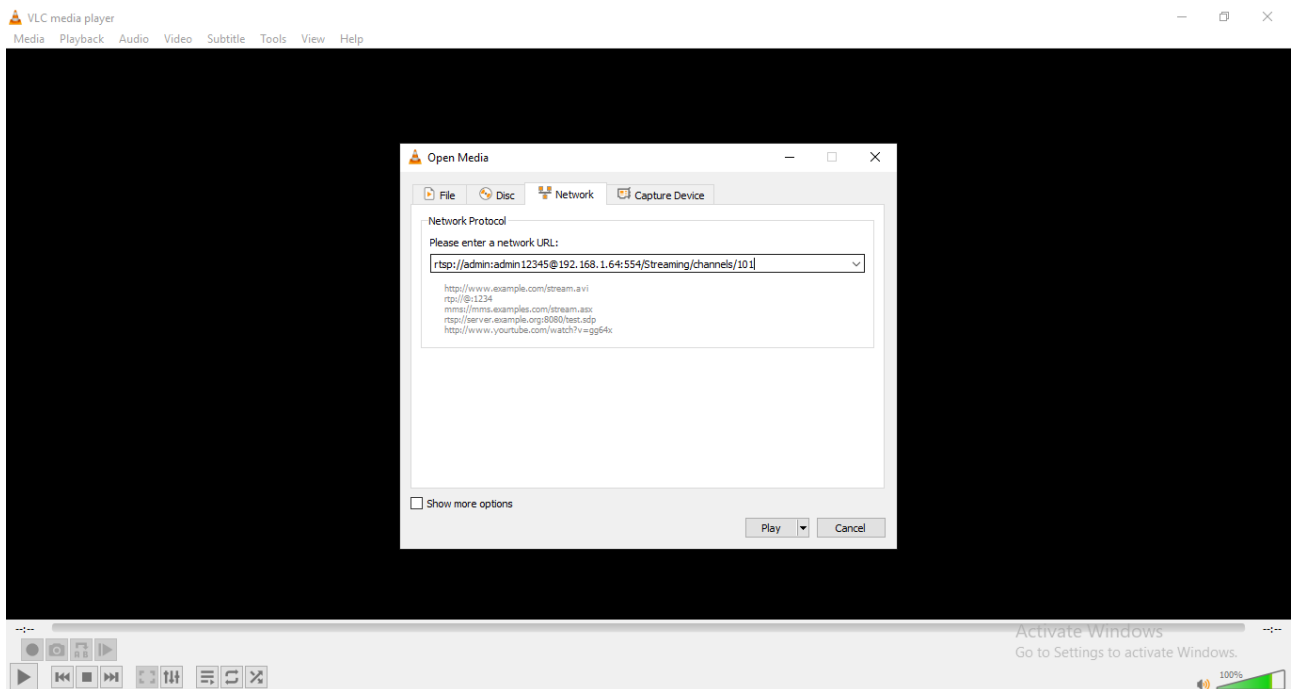 VLC media player
Media Playback Audio Video Subtitle Tools View Help
Open Media
File Disc Network Capture Device
Network Protocol
Please enter a network URL:
rtsp://admin:admin12345@192.168.1.64:554/Streaming/channels/101
http://www.example.com/stream.avi
rtp://@:1234
mms://mms.examples.com/stream.asx
rtsp://server.example.org:8080/test.sdp
http://www.yourtube.com/watch?v=gg64x
Show more options
Play Cancel
--:-- --:--
Activate Windows
Go to Settings to activate Windows.
100%